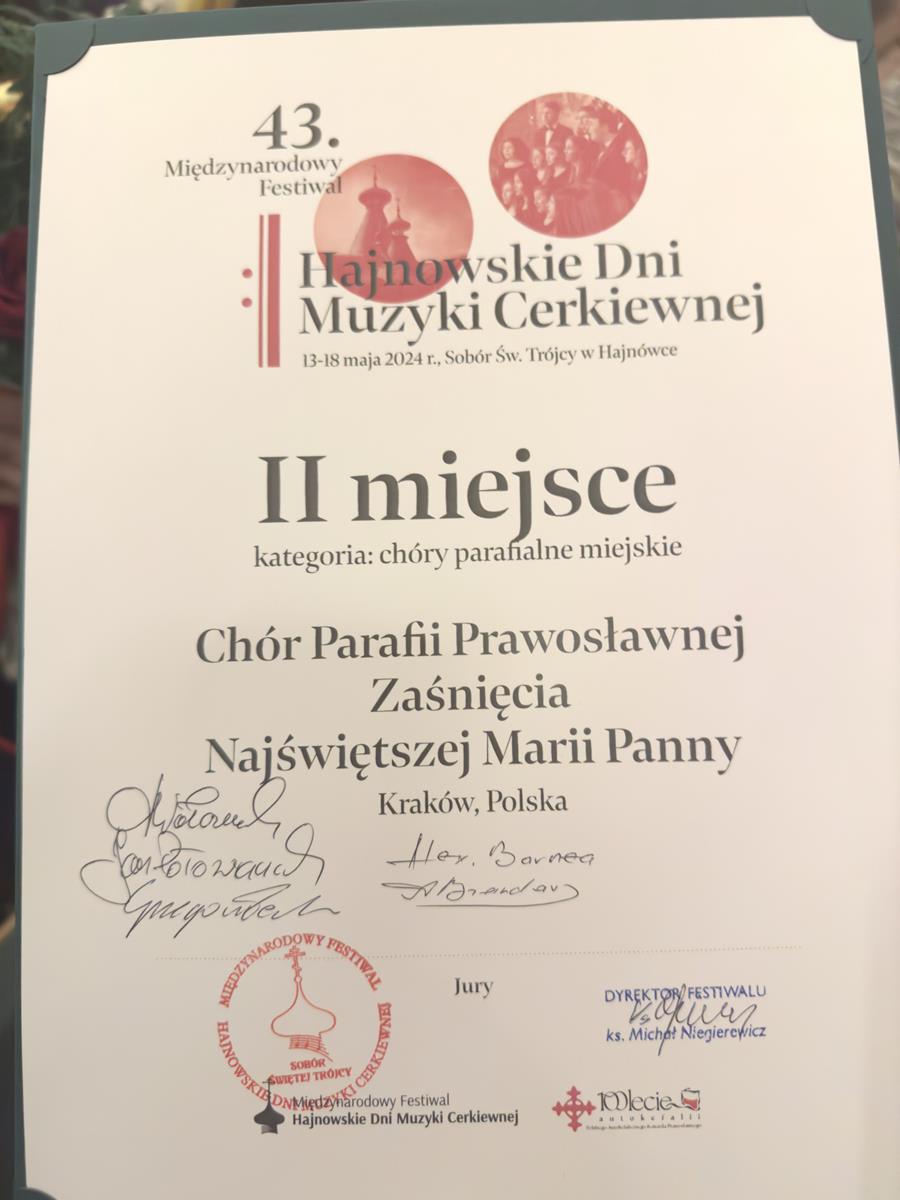 43.
Międzynarodowy
Festiwal
Hajnowskie Dni
Muzyki Cerkiewnej
13-18 maja 2024 r., Sobór Św. Trójcy w Hajnówce
II miejsce
kategoria: chóry parafialne miejskie
Chór Parafii Prawosławnej
Zaśnięcia
Najświętszej Marii Panny
Kraków, Polska
Alex. Barnea
Jury
MIĘDZYNARODOWY FESTIWAL
HAJNOWSKIE DNI MUZYKI CERKIEWNEJ
SOBÓR
ŚWIĘTEJ TRÓJCY
DYREKTOR FESTIWALU
ks. Michał Niegierewicz
Międzynarodowy Festiwal
Hajnowskie Dni Muzyki Cerkiewnej
100lecie
autokefalii